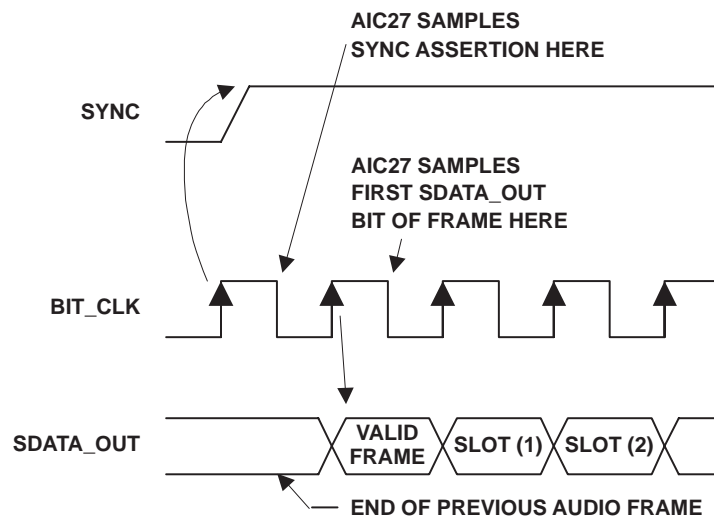 AIC27 SAMPLES
SYNC ASSERTION HERE
SYNC
AIC27 SAMPLES
FIRST SDATA_OUT
BIT OF FRAME HERE
BIT_CLK
SDATA_OUT
VALID
FRAME
SLOT (1)
SLOT (2)
END OF PREVIOUS AUDIO FRAME